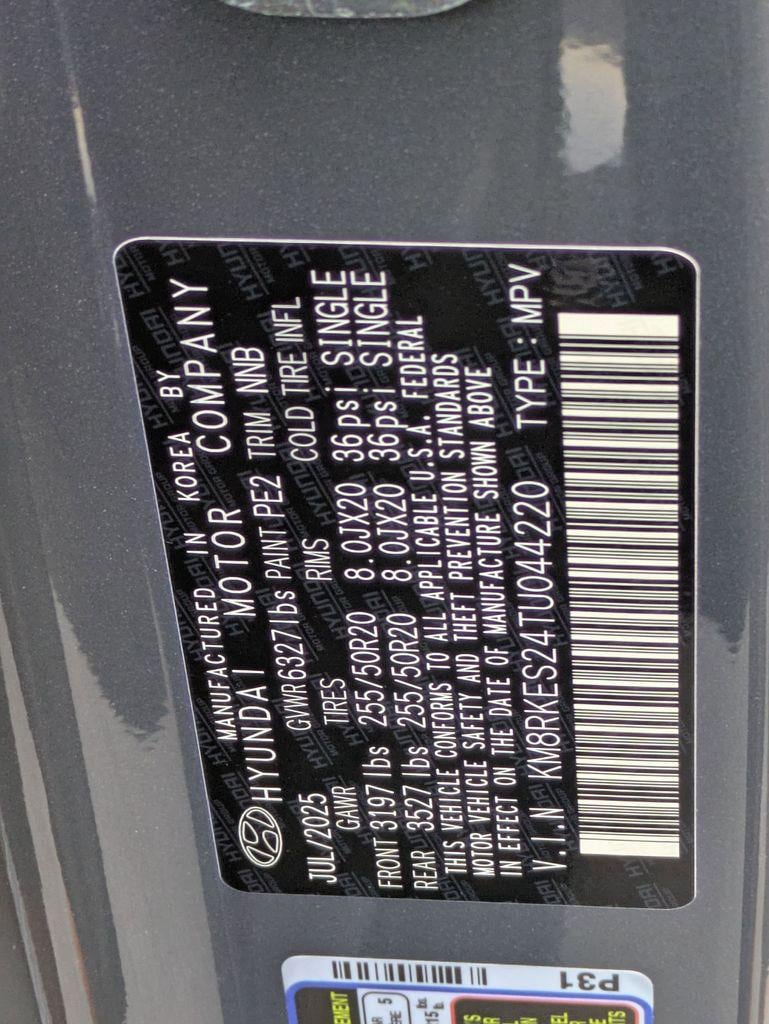 MANUFACTURED IN KOREA BY
HYUNDAI MOTOR COMPANY
JUL/2025 GVWR6327lbs PAINT PE2 TRIM NNB
GAWR TIRES RIMS COLD TIRE INFL
FRONT 3197lbs 255/50R20 8.0JX20 36psi SINGLE
REAR 3527lbs 255/50R20 8.0JX20 36psi SINGLE
THIS VEHICLE CONFORMS TO ALL APPLICABLE U.S.A. FEDERAL
MOTOR VEHICLE SAFETY AND THEFT PREVENTION STANDARDS
IN EFFECT ON THE DATE OF MANUFACTURE SHOWN ABOVE
V.I.N KM8RKES24TU044220 TYPE : MPV
P31